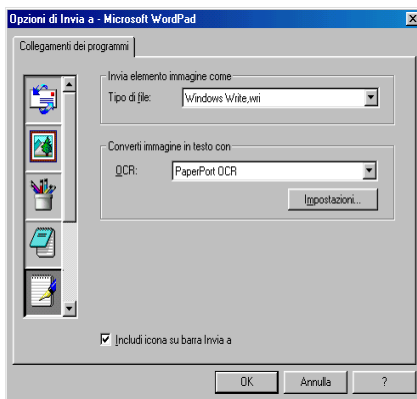 Opzioni di Invia a - Microsoft WordPad
Collegamenti dei programmi
Invia elemento immagine come
Tipo di file: Windows Write,wri
Converti immagine in testo con
OCR: PaperPort OCR
Impostazioni...
Includi icona su barra Invia a
OK Annulla ?